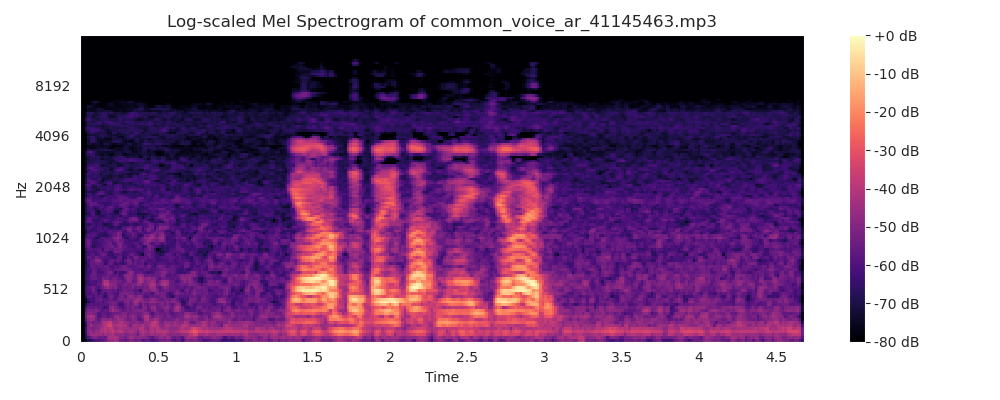 Log-scaled Mel Spectrogram of common_voice_ar_41145463.mp3
Hz
8192
4096
2048
1024
512
0
0 0.5 1 1.5 2 2.5 3 3.5 4 4.5
Time
+0 dB
-10 dB
-20 dB
-30 dB
-40 dB
-50 dB
-60 dB
-70 dB
-80 dB